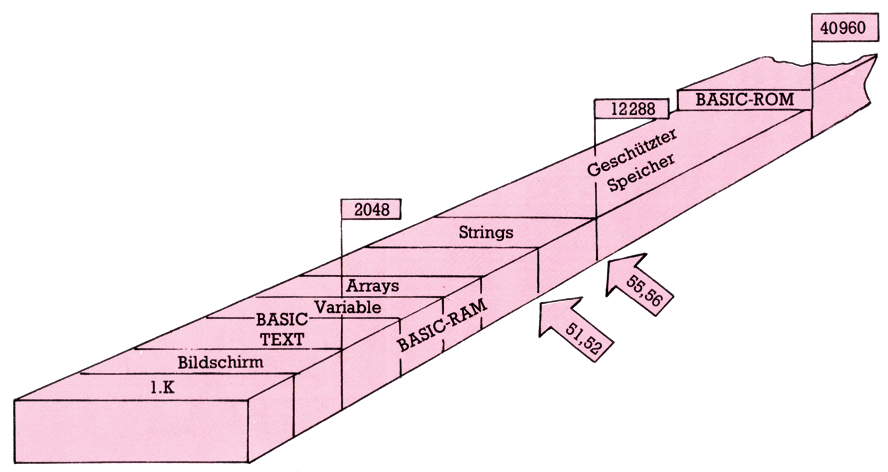 40960
BASIC-ROM
12288
Geschützter
Speicher
2048
Strings
55,56
Arrays
Variable
BASIC
TEXT
BASIC-RAM
51,52
Bildschirm
1.K